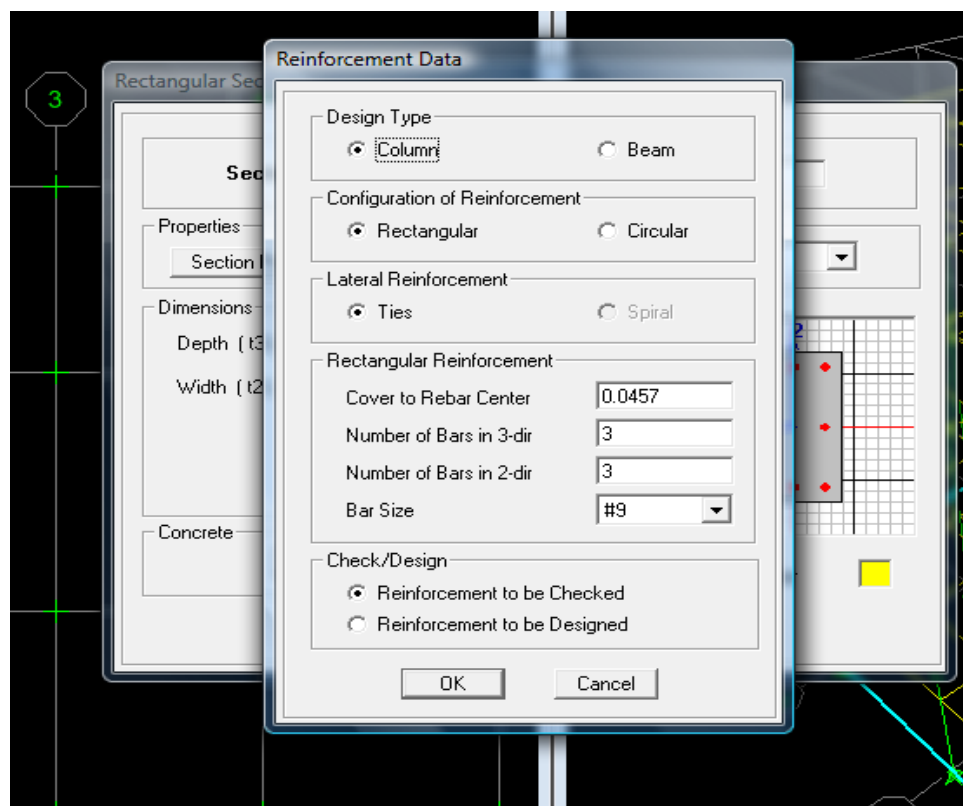 Reinforcement Data
Rectangular Sec
3
Design Type
Column Beam
Sec
Configuration of Reinforcement
Properties
Rectangular Circular
Section
Lateral Reinforcement
Dimensions
Ties Spiral
2
Depth ( t3
Rectangular Reinforcement
Width ( t2
Cover to Rebar Center 0.0457
Number of Bars in 3-dir 3
Number of Bars in 2-dir 3
Bar Size #9
Concrete
Check/Design
Reinforcement to be Checked
Reinforcement to be Designed
OK Cancel